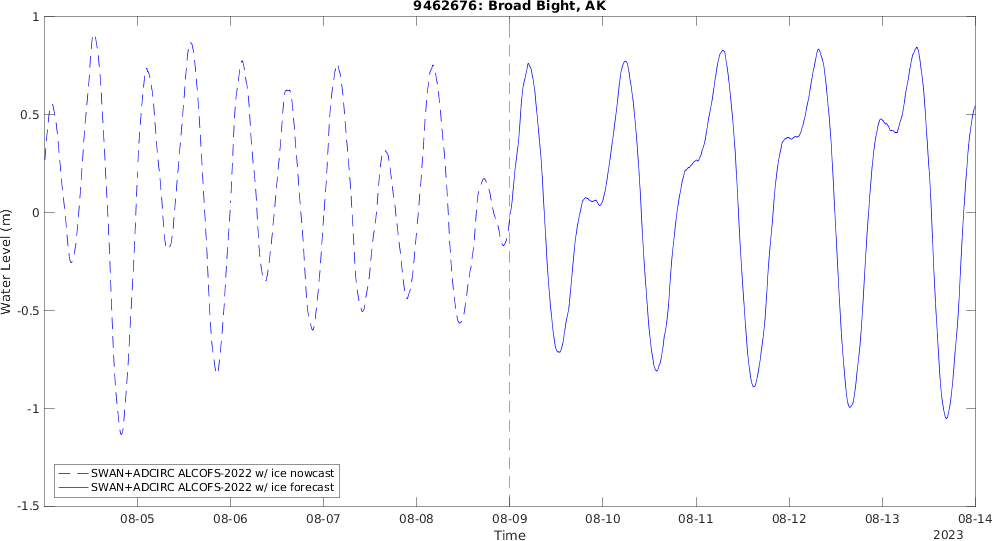 9462676: Broad Bight, AK
1
0.5
0
-0.5
-1
-1.5
Water Level (m)
SWAN+ADCIRC ALCOFS-2022 w/ ice nowcast
SWAN+ADCIRC ALCOFS-2022 w/ ice forecast
08-05 08-06 08-07 08-08 08-09 08-10 08-11 08-12 08-13 08-14
Time
2023